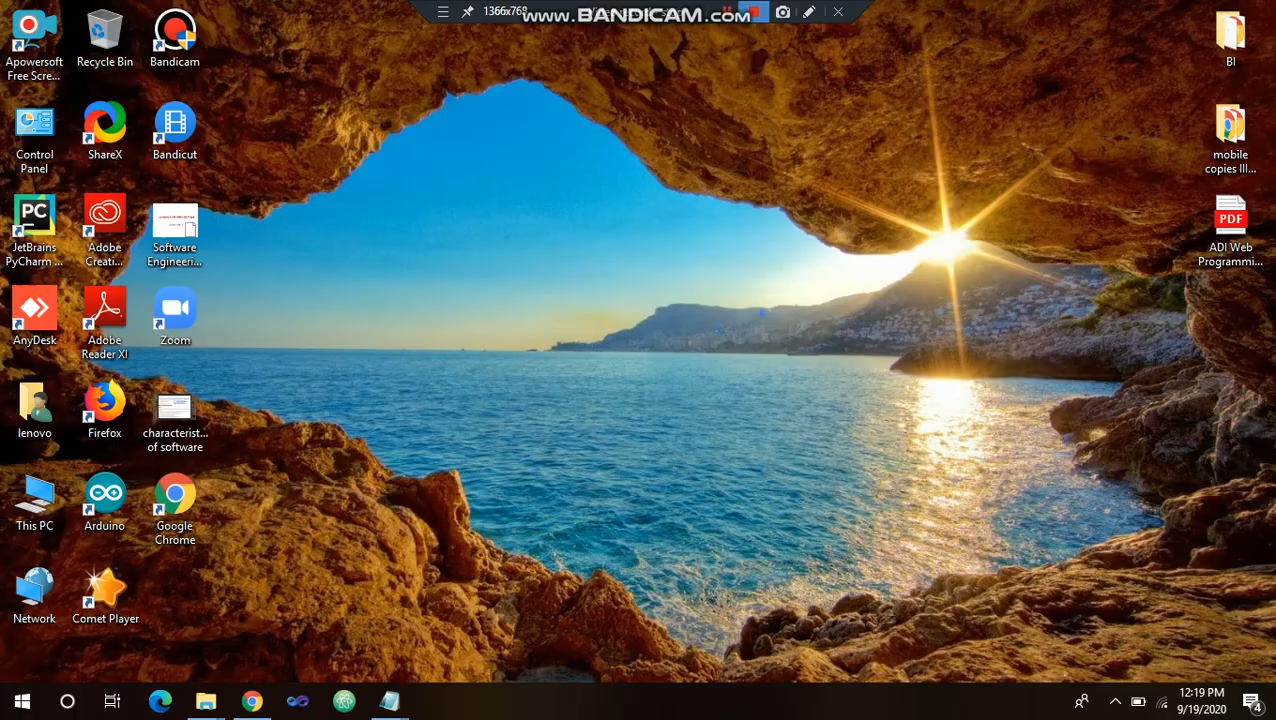 1366x768
www.BANDICAM.com
Apowersoft
Free Scre...
Recycle Bin
Bandicam
BI
Control
Panel
ShareX
Bandicut
mobile
copies III...
PC
JetBrains
PyCharm ...
Adobe
Creati...
Software
Engineeri...
PDF
ADI Web
Programmi...
AnyDesk
Adobe
Reader XI
Zoom
lenovo
Firefox
characterist...
of software
This PC
Arduino
Google
Chrome
Network
Comet Player
12:19 PM
9/19/2020
4